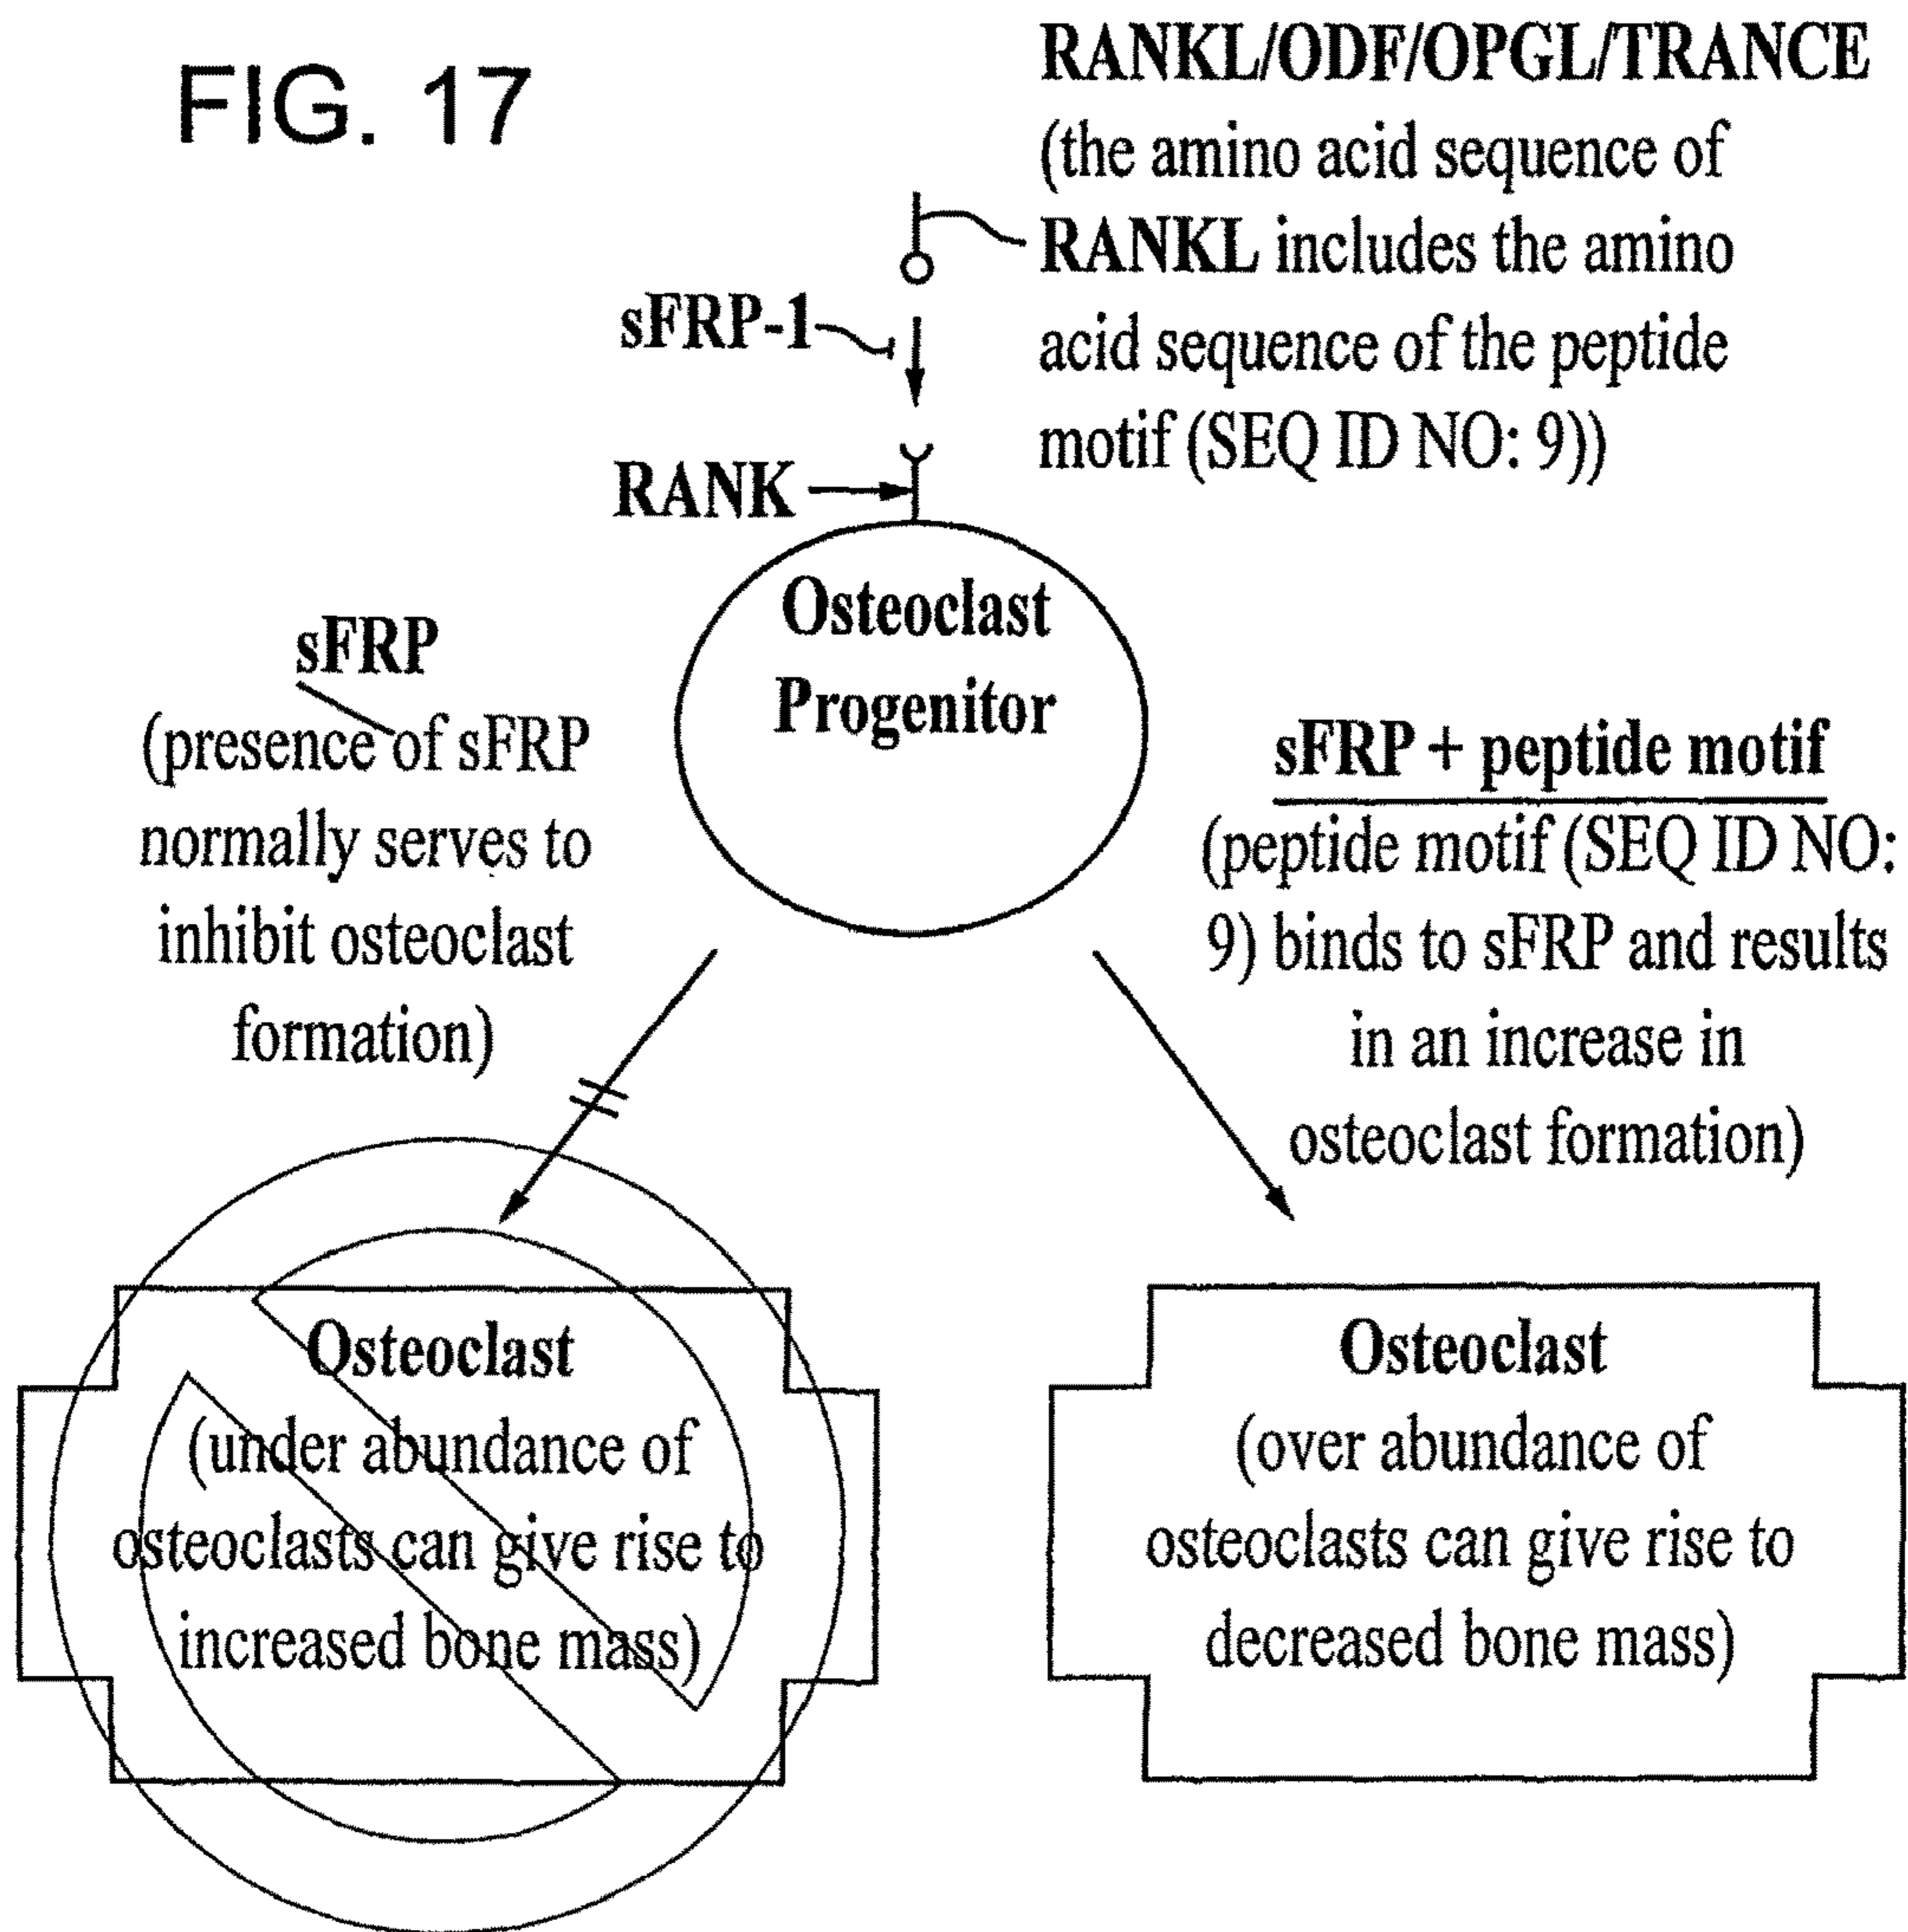 FIG. 17
RANKL/ODF/OPGL/TRANCE
(the amino acid sequence of
RANKL includes the amino
acid sequence of the peptide
motif (SEQ ID NO: 9))
sFRP-1
RANK
Osteoclast
Progenitor
sFRP
(presence of sFRP
normally serves to
inhibit osteoclast
formation)
sFRP + peptide motif
(peptide motif (SEQ ID NO:
9) binds to sFRP and results
in an increase in
osteoclast formation)
Osteoclast
(under abundance of
osteoclasts can give rise to
increased bone mass)
Osteoclast
(over abundance of
osteoclasts can give rise to
decreased bone mass)